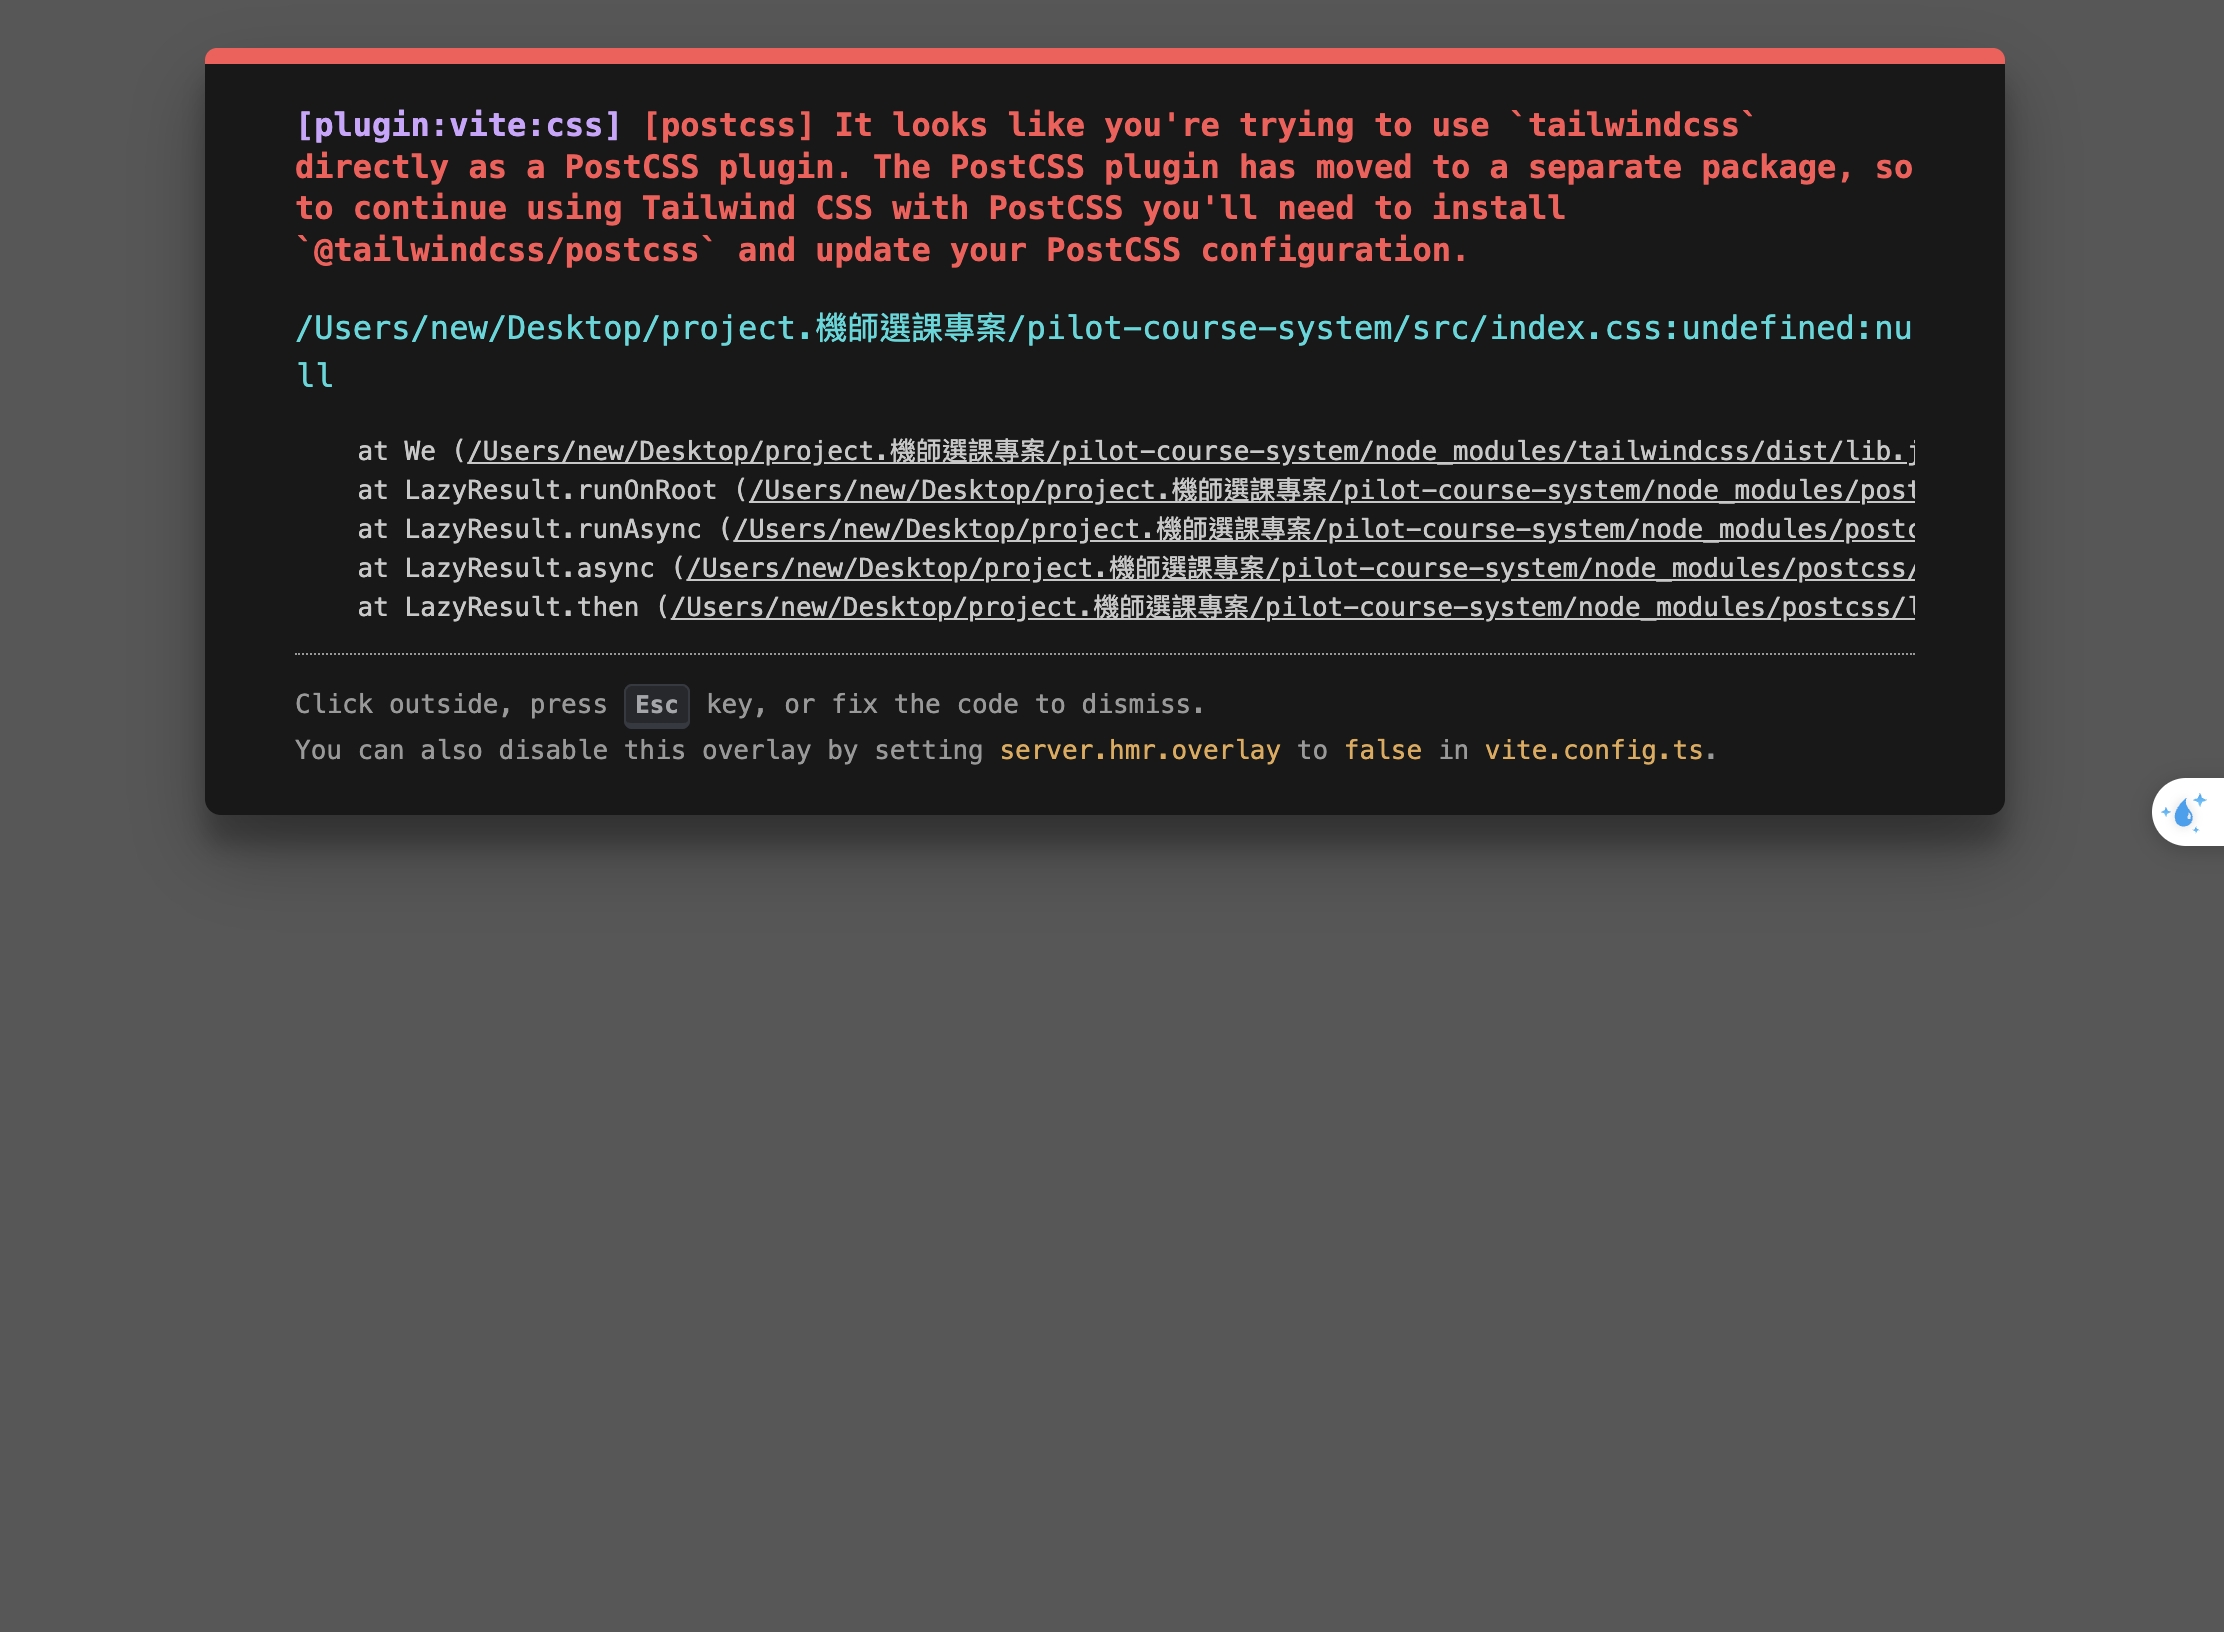 [plugin:vite:css] [postcss] It looks like you're trying to use `tailwindcss`
directly as a PostCSS plugin. The PostCSS plugin has moved to a separate package, so
to continue using Tailwind CSS with PostCSS you'll need to install
`@tailwindcss/postcss` and update your PostCSS configuration.
/Users/new/Desktop/project.機師選課專案/pilot-course-system/src/index.css:undefined:nu
ll
at We (/Users/new/Desktop/project.機師選課專案/pilot-course-system/node_modules/tailwindcss/dist/lib.j
at LazyResult.runOnRoot (/Users/new/Desktop/project.機師選課專案/pilot-course-system/node_modules/post
at LazyResult.runAsync (/Users/new/Desktop/project.機師選課專案/pilot-course-system/node_modules/postc
at LazyResult.async (/Users/new/Desktop/project.機師選課專案/pilot-course-system/node_modules/postcss/
at LazyResult.then (/Users/new/Desktop/project.機師選課專案/pilot-course-system/node_modules/postcss/l
Click outside, press Esc key, or fix the code to dismiss.
You can also disable this overlay by setting server.hmr.overlay to false in vite.config.ts.